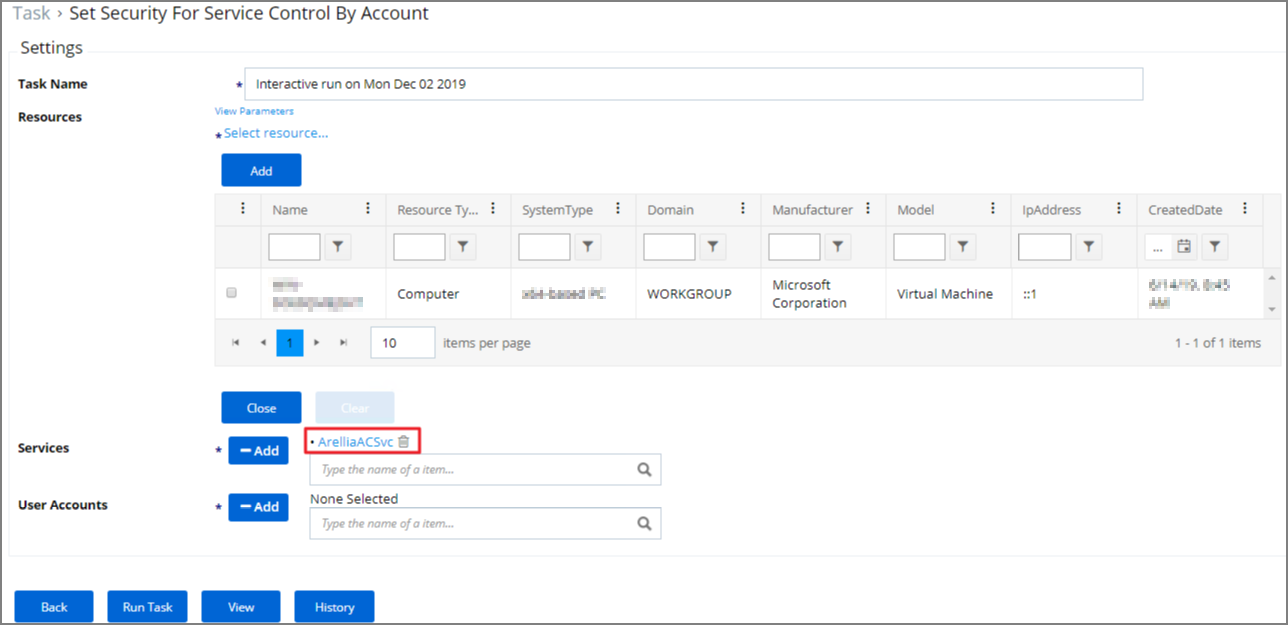 Task › Set Security For Service Control By Account
Settings
Task Name * Interactive run on Mon Dec 02 2019
View Parameters
Resources
* Select resource...
Add
Name Resource Ty... SystemType Domain Manufacturer Model IpAddress CreatedDate
...
Computer x64-based PC WORKGROUP Microsoft Corporation Virtual Machine ::1
1 10 items per page 1 - 1 of 1 items
Close Clear
Services * Add • ArelliaACSvc
Type the name of a item...
User Accounts * Add None Selected
Type the name of a item...
Back Run Task View History